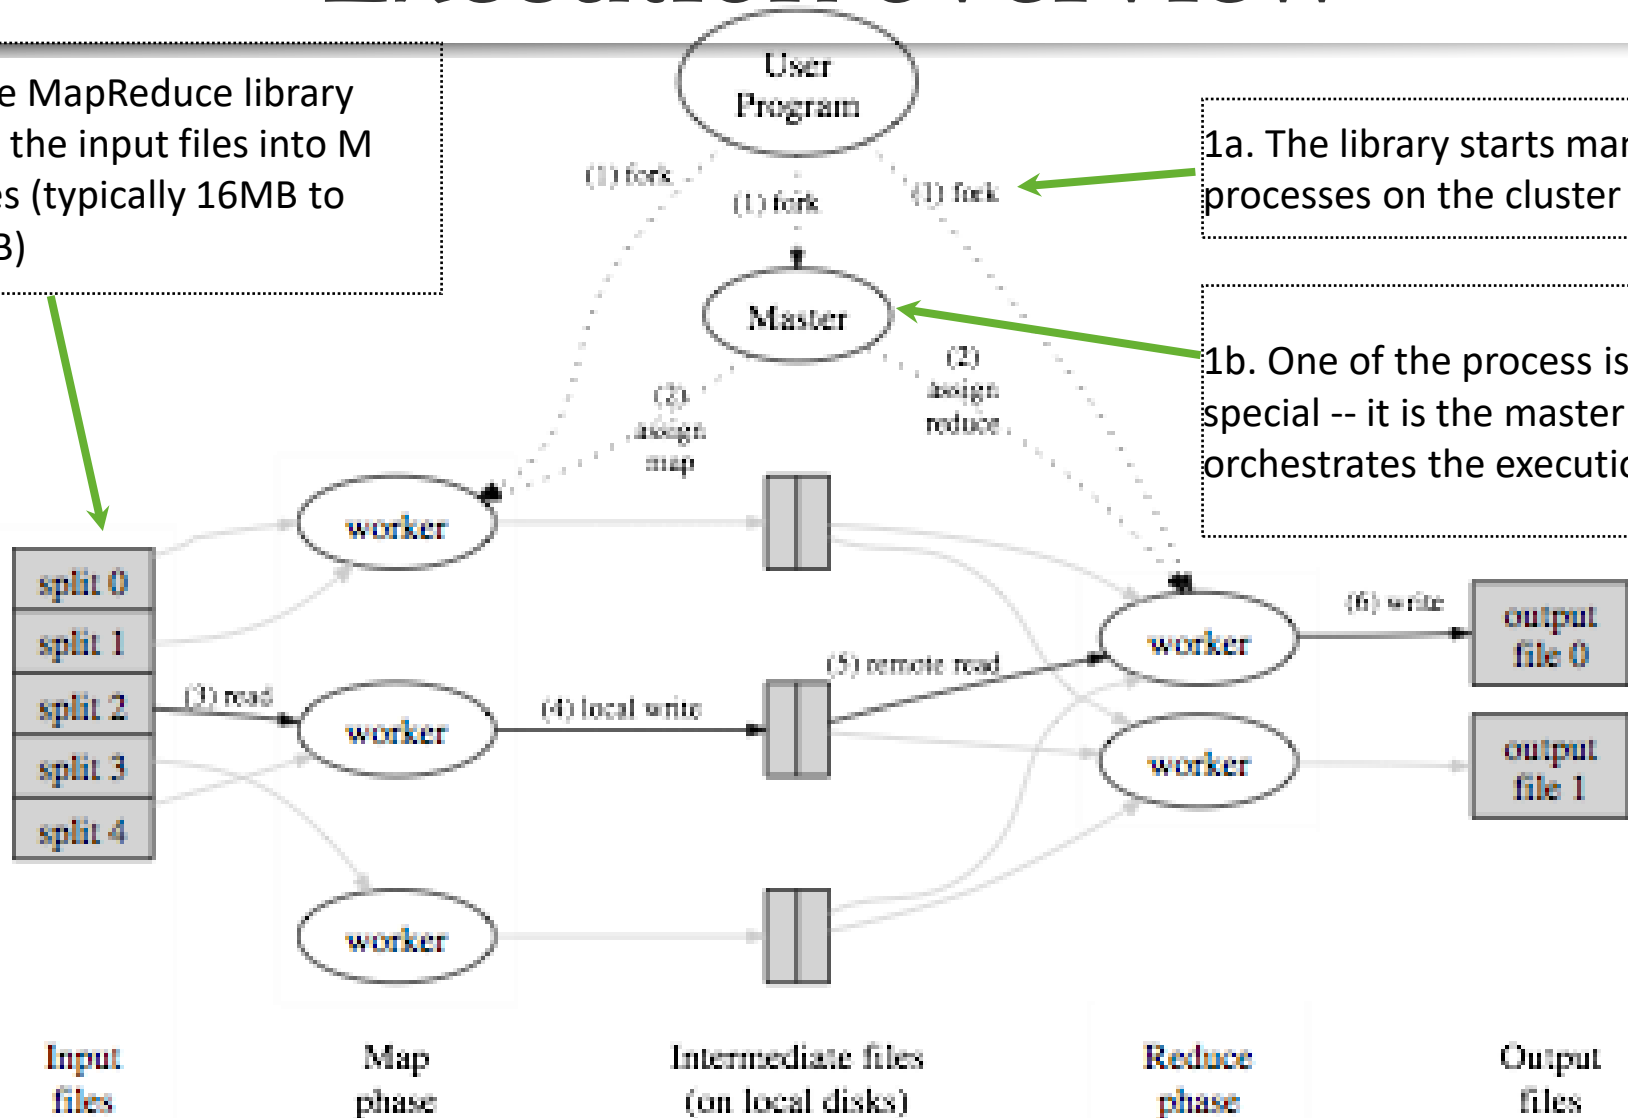 Execution overview
e MapReduce library
the input files into M
es (typically 16MB to
B)
User
Program
1a. The library starts man
processes on the cluster
(1) fork
(1) fork
(1) fork
Master
1b. One of the process is
special -- it is the master
orchestrates the executio
(2)
assign
map
(2)
assign
reduce
worker
split 0
split 1
split 2
split 3
split 4
(3) read
worker
(4) local write
(5) remote read
worker
(6) write
output
file 0
worker
output
file 1
worker
Input
files
Map
phase
Intermediate files
(on local disks)
Reduce
phase
Output
files